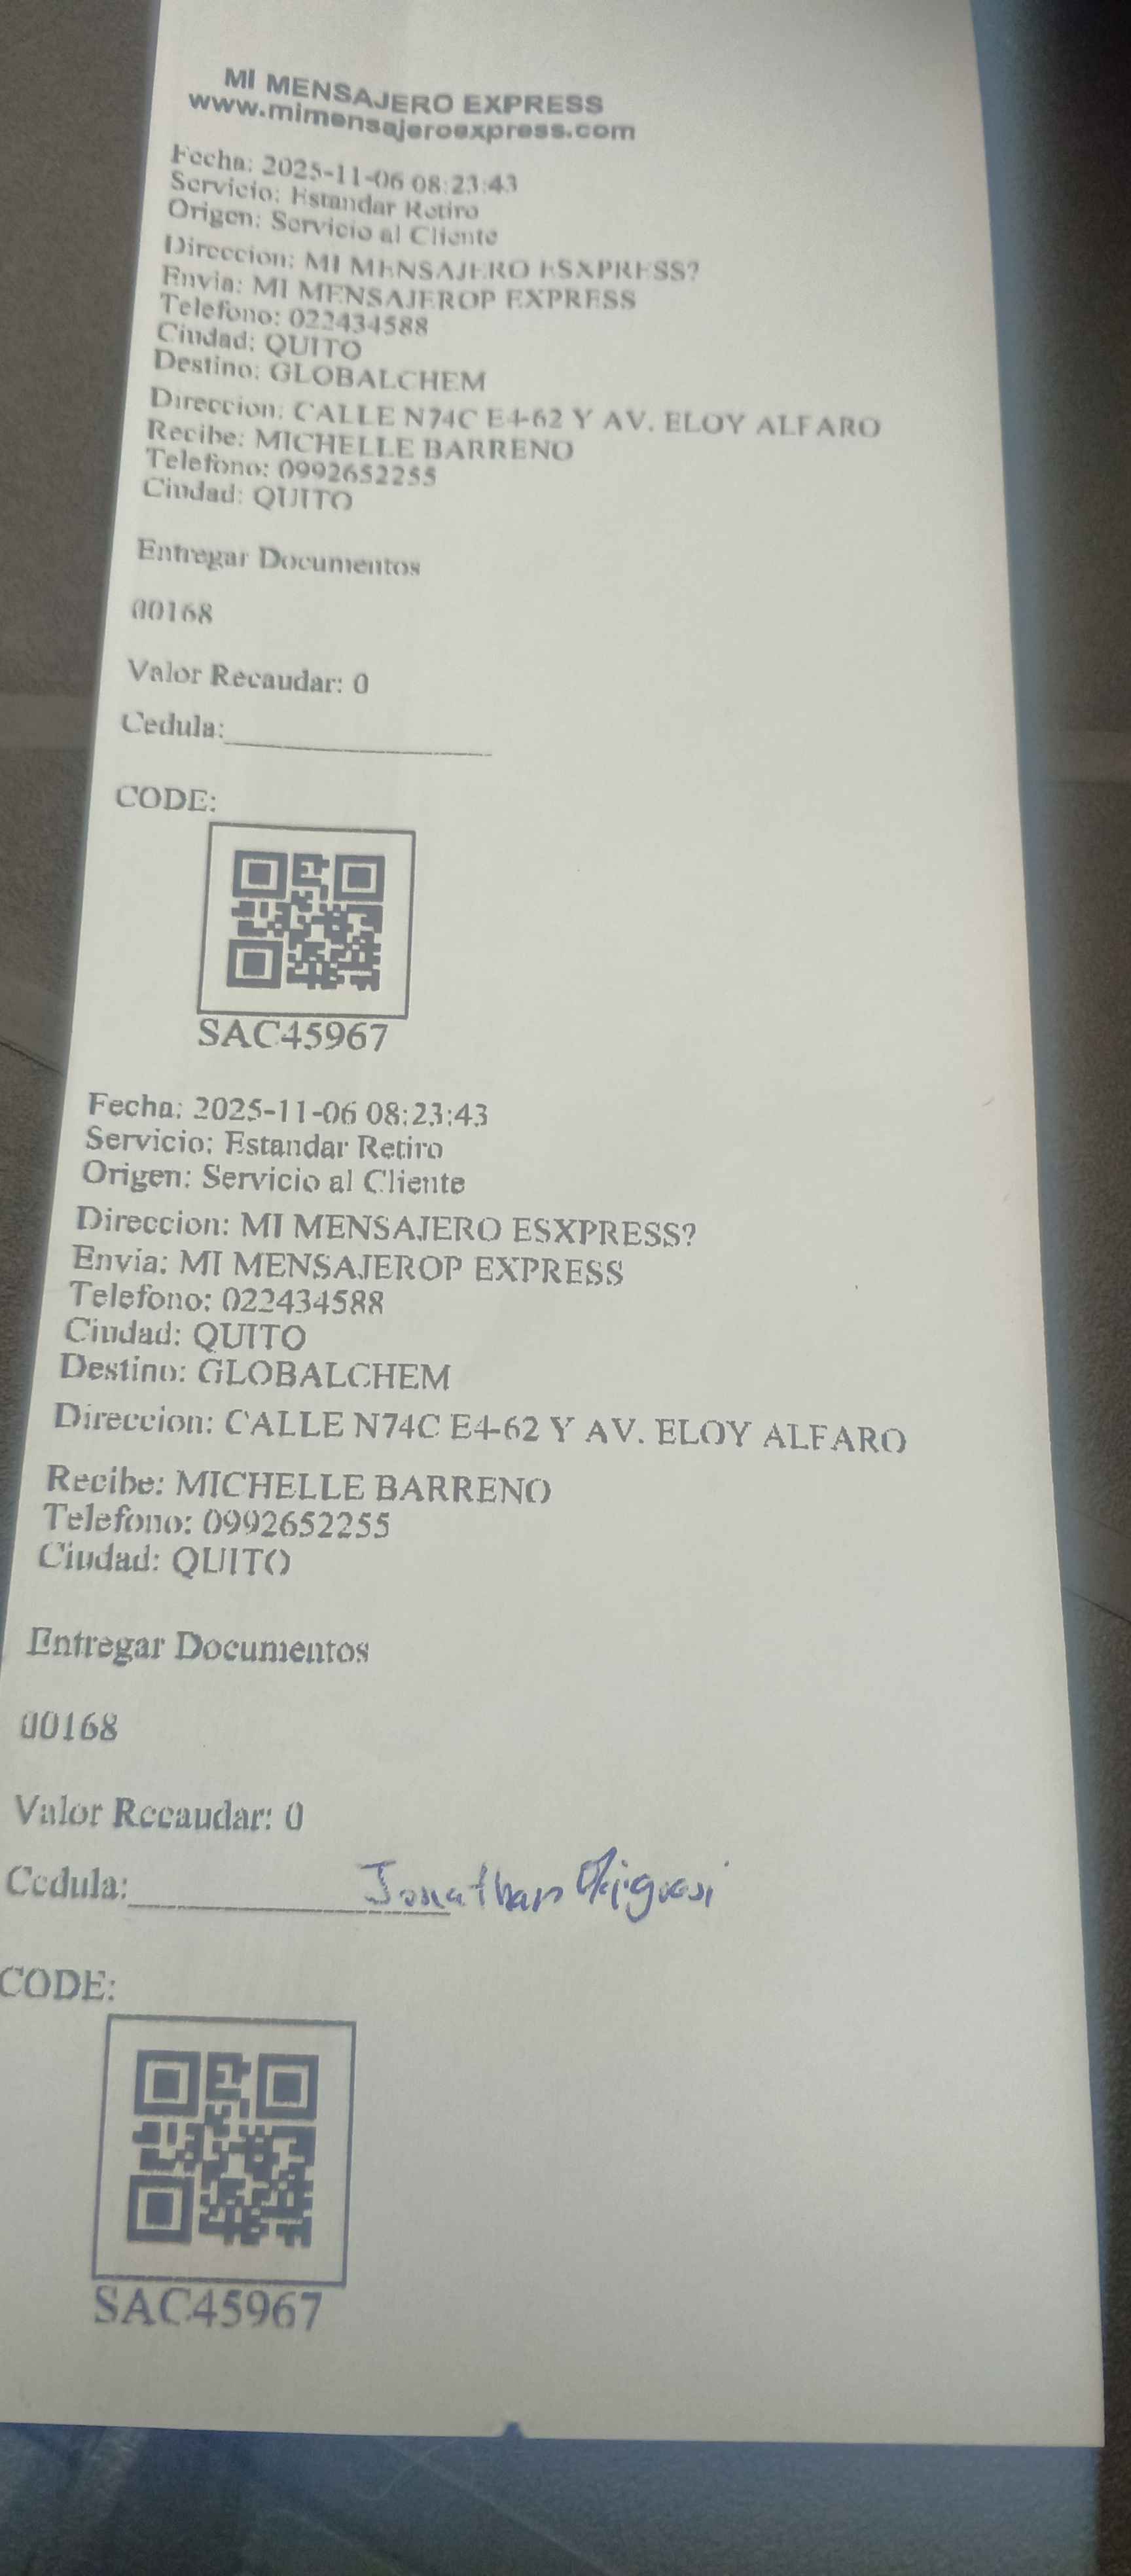 MI MENSAJERO EXPRESS
www.mimensajeroexpress.com
Fecha: 2025-11-06 08:23:43
Servicio: Estandar Retiro
Origen: Servicio al Cliente
Direccion: MI MENSAJERO ESXPRESS?
Envia: MI MENSAJEROP EXPRESS
Telefono: 022434588
Ciudad: QUITO
Destino: GLOBALCHEM
Direccion: CALLE N74C E4-62 Y AV. ELOY ALFARO
Recibe: MICHELLE BARRENO
Telefono: 0992652255
Ciudad: QUITO
Entregar Documentos
00168
Valor Recaudar: 0
Cedula:
CODE:
SAC45967
Fecha: 2025-11-06 08:23:43
Servicio: Estandar Retiro
Origen: Servicio al Cliente
Direccion: MI MENSAJERO ESXPRESS?
Envia: MI MENSAJEROP EXPRESS
Telefono: 022434588
Ciudad: QUITO
Destino: GLOBALCHEM
Direccion: CALLE N74C E4-62 Y AV. ELOY ALFARO
Recibe: MICHELLE BARRENO
Telefono: 0992652255
Ciudad: QUITO
Entregar Documentos
00168
Valor Recaudar: 0
Cedula: Jonathan
CODE:
SAC45967